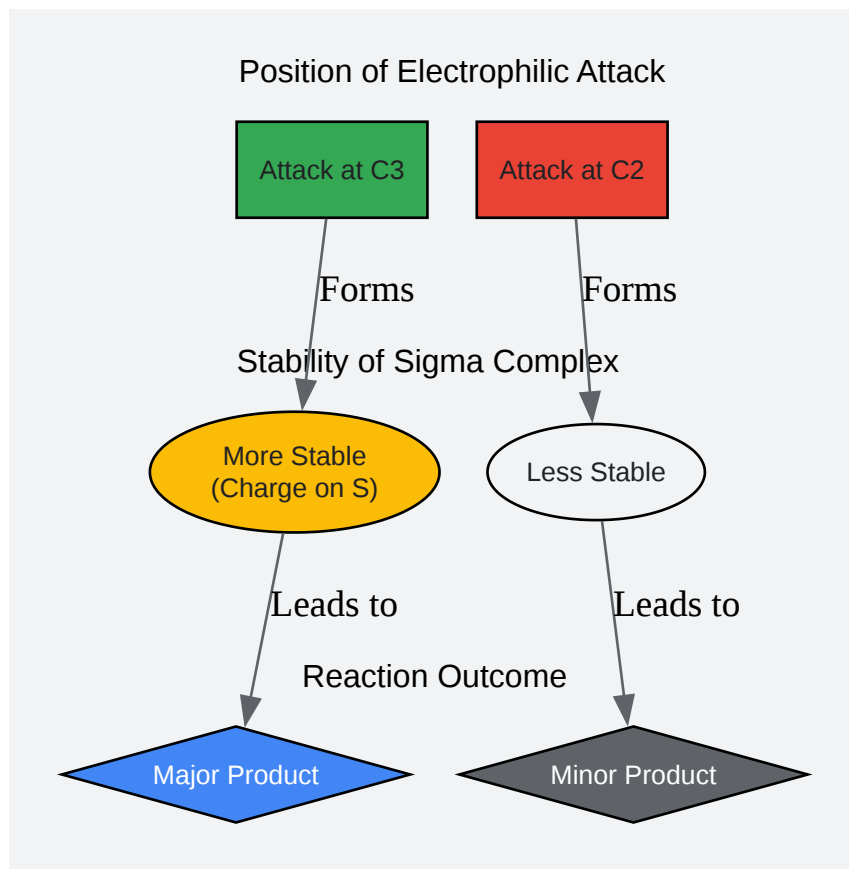 Position of Electrophilic Attack
Attack at C3
Attack at C2
Forms
Forms
Stability of Sigma Complex
More Stable
(Charge on S)
Less Stable
Leads to
Leads to
Reaction Outcome
Major Product
Minor Product